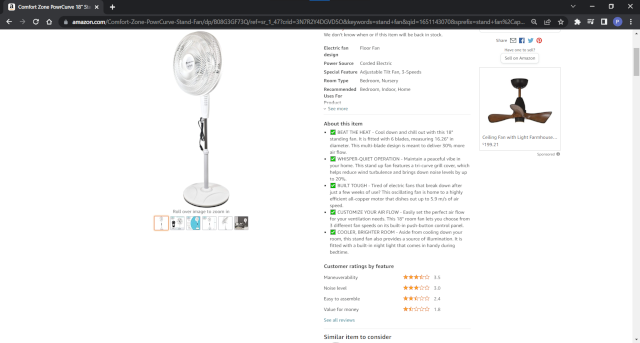 Comfort Zone PowrCurve 18" St
amazon.com/Comfort-Zone-PowrCurve-Stand-Fan/dp/B08G3GF73Q/ref=sr_1_47?crid=3N7R2Y4DGVD5O&keywords=stand+fan&qid=1651143070&sprefix=stand+fan%2Cap...
We don't know when or if this item will be back in stock.
Electric fan design Floor Fan
Power Source Corded Electric
Special Feature Adjustable Tilt Fan, 3-Speeds
Room Type Bedroom, Nursery
Recommended Uses For Product Bedroom, Indoor, Home
See more
About this item
✅ BEAT THE HEAT - Cool down and chill out with this 18"
standing fan. It is fitted with 6 blades, measuring 16.26" in
diameter. This multi-blade design is meant to deliver 90% more
air flow.
✅ WHISPER-QUIET OPERATION - Maintain a peaceful vibe in
your home. This stand up fan features a tri-curve grill cover, which
helps reduce wind turbulence and brings down noise levels by up
to 20%.
✅ BUILT TOUGH - Tired of electric fans that break down after
just a few weeks of use? This oscillating fan is home to a highly
efficient all-copper motor that dishes out up to 5.9 m/s of air
speed.
✅ CUSTOMIZE YOUR AIR FLOW - Easily set the perfect air flow
for your ventilation needs. This 18" room fan lets you choose from
3 different fan speeds on its built-in push-button control panel.
✅ COOLER, BRIGHTER ROOM - Aside from cooling down your
room, this stand fan also provides a source of illumination. It is
fitted with a built-in night light that comes in handy during
bedtime.
Customer ratings by feature
Maneuverability 3.5
Noise level 3.0
Easy to assemble 2.4
Value for money 1.8
See all reviews
Similar item to consider
Roll over image to zoom in
Share
Have one to sell?
Sell on Amazon
Ceiling Fan with Light Farmhouse...
$199.21
Sponsored